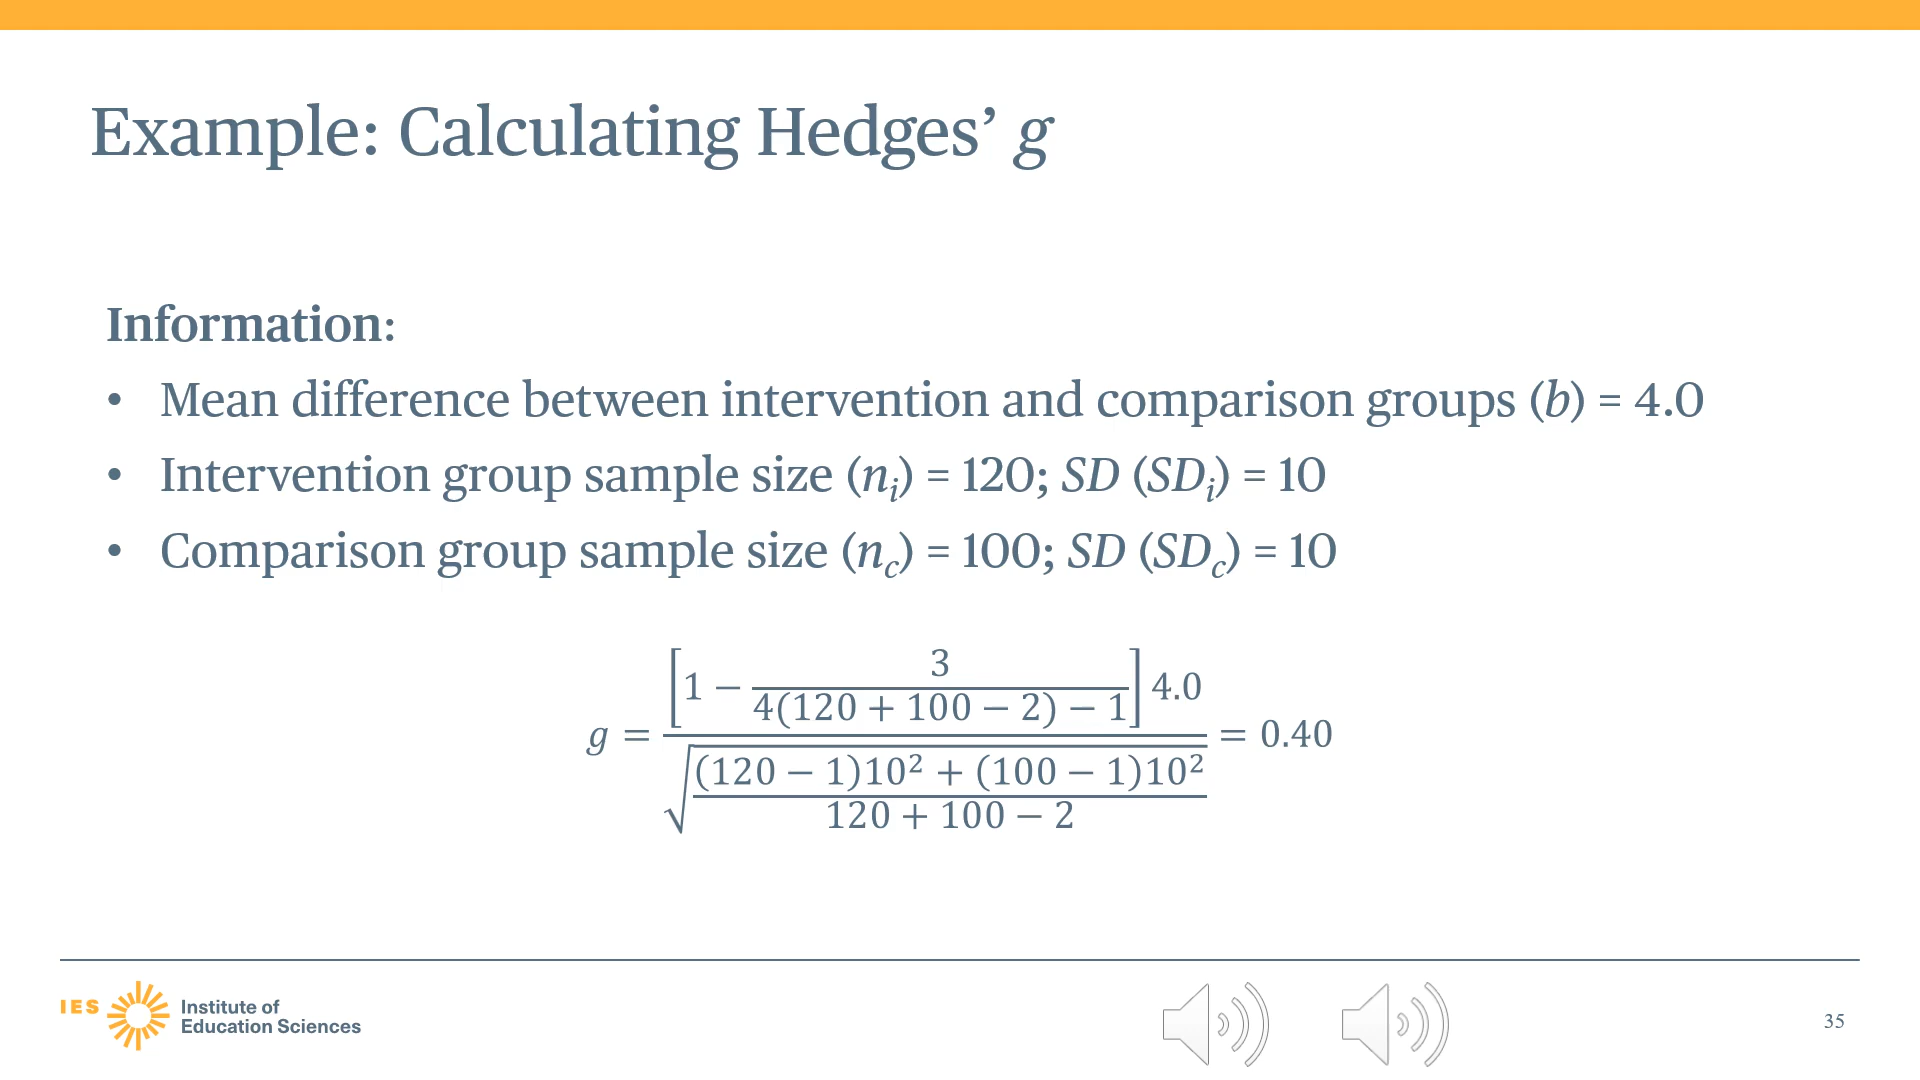 Example: Calculating Hedges’ g
Information:
• Mean difference between intervention and comparison groups (b) = 4.0
• Intervention group sample size (nᵢ) = 120; SD (SDᵢ) = 10
• Comparison group sample size (n_c) = 100; SD (SD_c) = 10
g = [1 − 3 / (4(120 + 100 − 2) − 1)] 4.0 / √(((120 − 1)10² + (100 − 1)10²) / (120 + 100 − 2)) = 0.40
IES
Institute of
Education Sciences
35